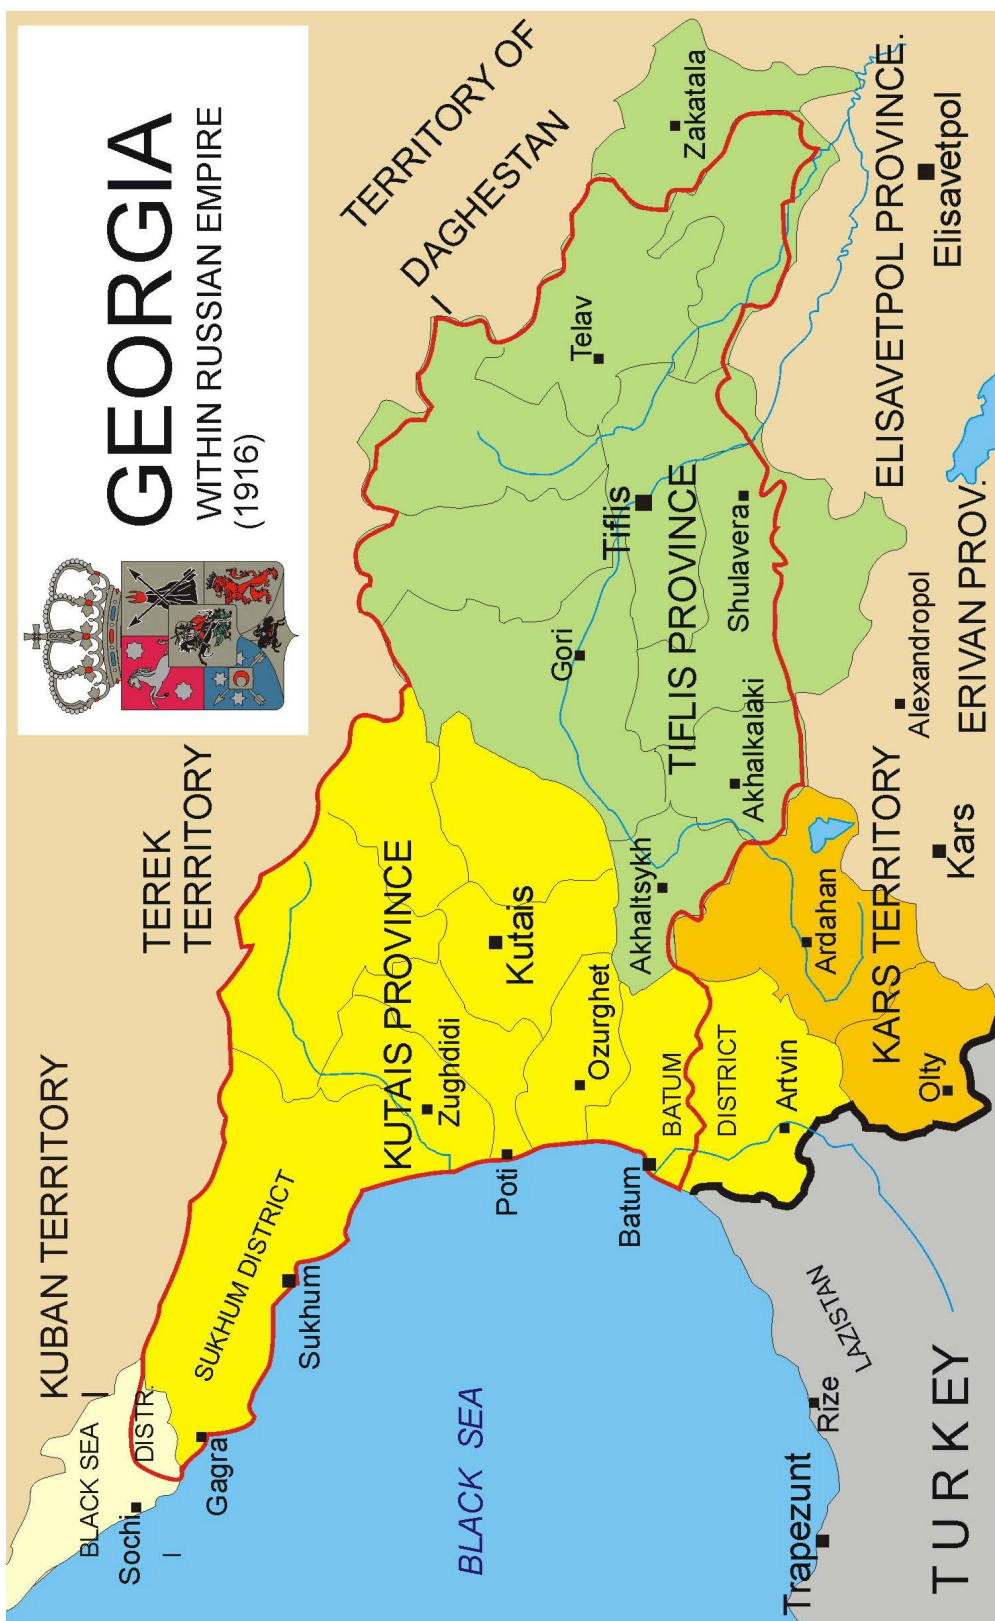 GEORGIA
WITHIN RUSSIAN EMPIRE
(1916)
KUBAN TERRITORY
TEREK
TERRITORY
TERRITORY OF
DAGHESTAN
BLACK SEA
DISTR.
Sochi
Gagra
SUKHUM DISTRICT
Sukhum
KUTAIS PROVINCE
Zughdidi
Kutais
Poti
Ozurghet
BATUM
DISTRICT
Batum
Artvin
BLACK SEA
TIFLIS PROVINCE
Tiflis
Gori
Telav
Zakatala
Shulavera
Akhaltsykh
Akhalkalaki
KARS TERRITORY
Ardahan
Olty
Kars
ERIVAN PROV.
Alexandropol
ELISAVETPOL PROVINCE.
Elisavetpol
LAZISTAN
Rize
Trapezunt
TURKEY